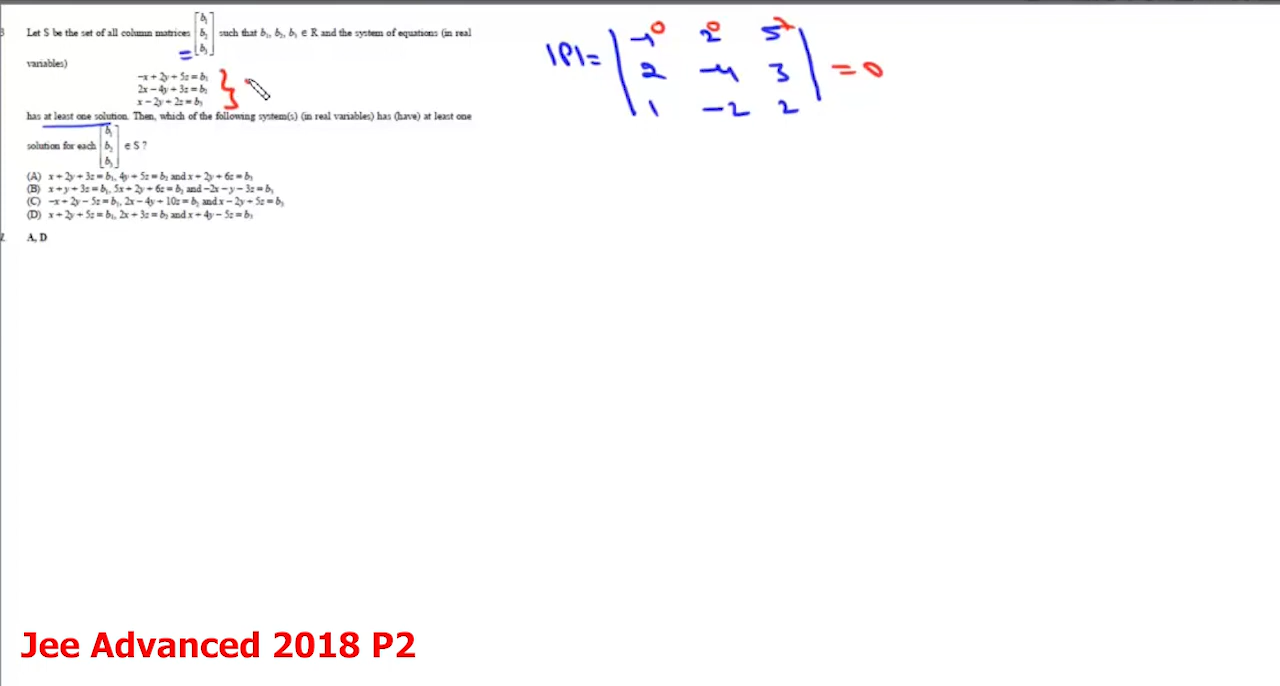 Let S be the set of all column matrices [b₁ b₂ b₃] such that b₁, b₂, b₃ ∈ R and the system of equations (in real
variables)
−x + 2y + 5z = b₁
2x − 4y + 3z = b₂
x − 2y + 2z = b₃
has at least one solution. Then, which of the following system(s) (in real variables) has (have) at least one
solution for each [b₁ b₂ b₃] ∈ S ?
(A) x + 2y + 3z = b₁, 4y + 5z = b₂ and x + 2y + 6z = b₃
(B) x + y + 3z = b₁, 5x + 2y + 6z = b₂ and −2x − y − 3z = b₃
(C) −x + 2y − 5z = b₁, 2x − 4y + 10z = b₂ and x − 2y + 5z = b₃
(D) x + 2y + 5z = b₁, 2x + 3z = b₂ and x + 4y − 5z = b₃
A, D
|P| = | -1 2 5 | = 0
2 -4 3
1 -2 2
Jee Advanced 2018 P2